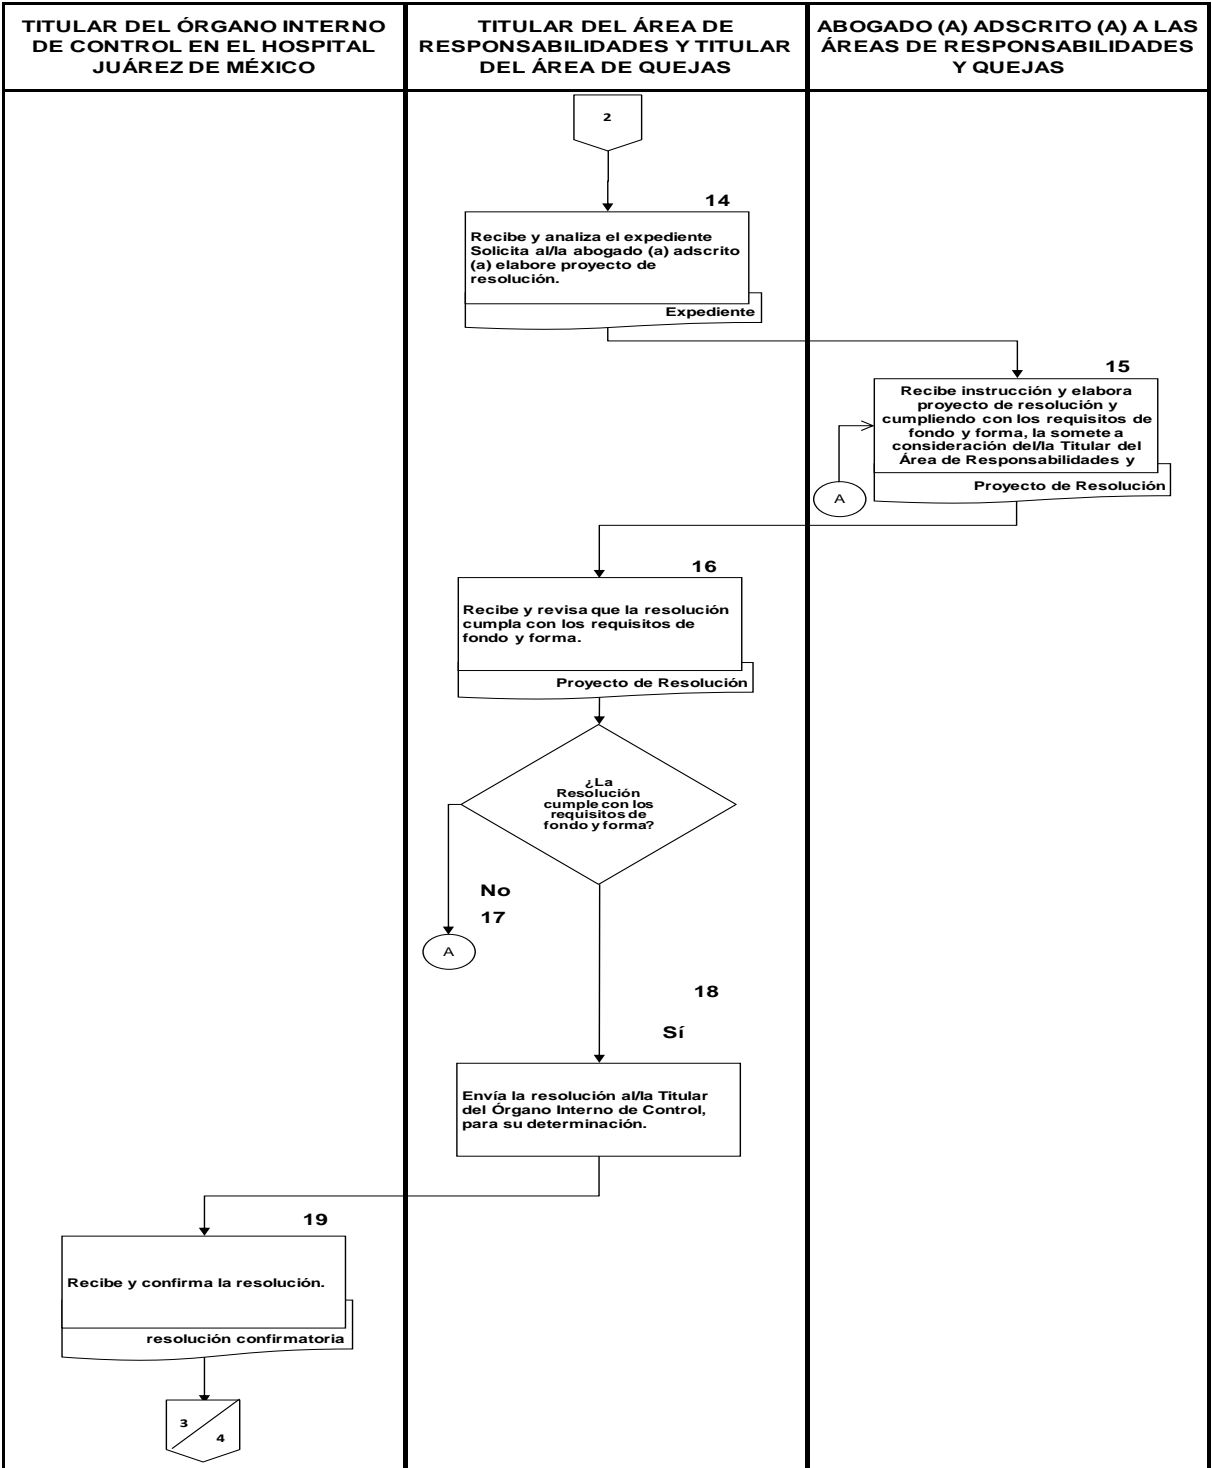 TITULAR DEL ÓRGANO INTERNO
DE CONTROL EN EL HOSPITAL
JUÁREZ DE MÉXICO
TITULAR DEL ÁREA DE
RESPONSABILIDADES Y TITULAR
DEL ÁREA DE QUEJAS
ABOGADO (A) ADSCRITO (A) A LAS
ÁREAS DE RESPONSABILIDADES
Y QUEJAS
2
14
Recibe y analiza el expediente
Solicita al/la abogado (a) adscrito
(a) elabore proyecto de
resolución.
Expediente
15
Recibe instrucción y elabora
proyecto de resolución y
cumpliendo con los requisitos de
fondo y forma, la somete a
consideración del/la Titular del
Área de Responsabilidades y
Proyecto de Resolución
A
16
Recibe y revisa que la resolución
cumpla con los requisitos de
fondo y forma.
Proyecto de Resolución
¿La
Resolución
cumple con los
requisitos de
fondo y forma?
No
17
A
18
Sí
Envía la resolución al/la Titular
del Órgano Interno de Control,
para su determinación.
19
Recibe y confirma la resolución.
resolución confirmatoria
3
4